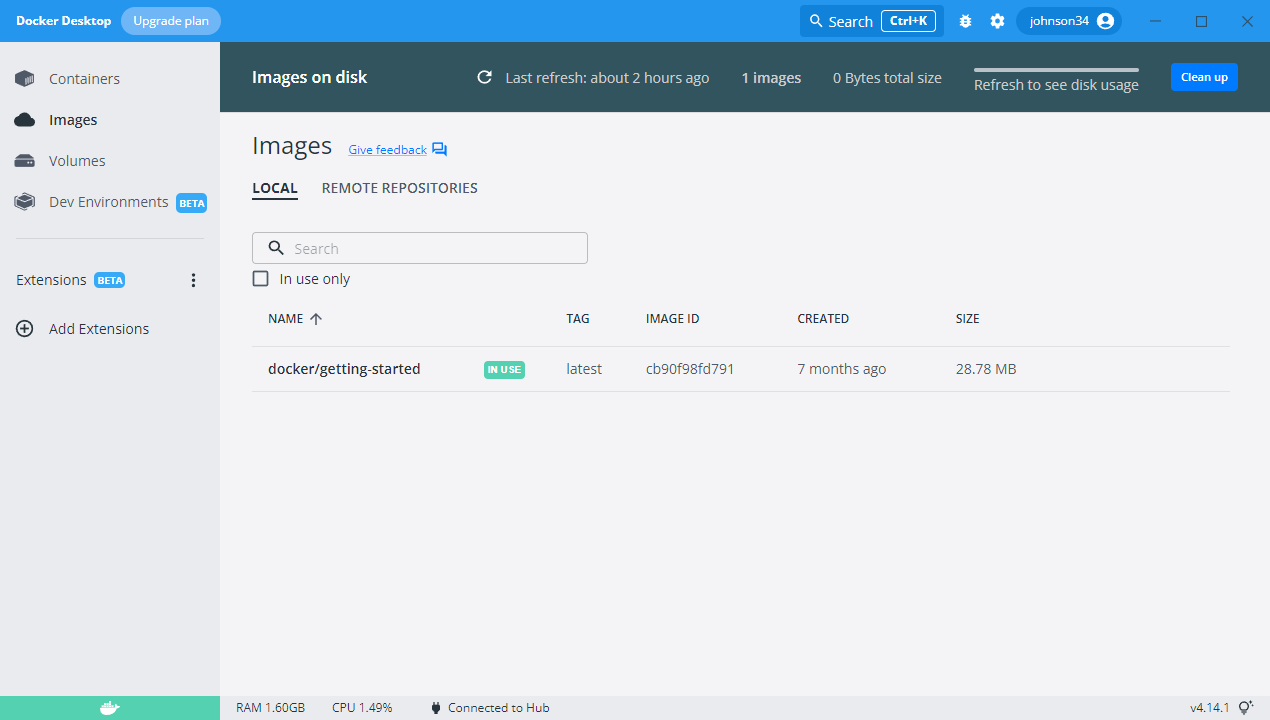 Docker Desktop Upgrade plan Search Ctrl+K johnson34
Containers
Images
Volumes
Dev Environments BETA
Extensions BETA
Add Extensions
Images on disk Last refresh: about 2 hours ago 1 images 0 Bytes total size Refresh to see disk usage Clean up
Images Give feedback
LOCAL REMOTE REPOSITORIES
Search
In use only
NAME TAG IMAGE ID CREATED SIZE
docker/getting-started IN USE latest cb90f98fd791 7 months ago 28.78 MB
RAM 1.60GB CPU 1.49% Connected to Hub v4.14.1